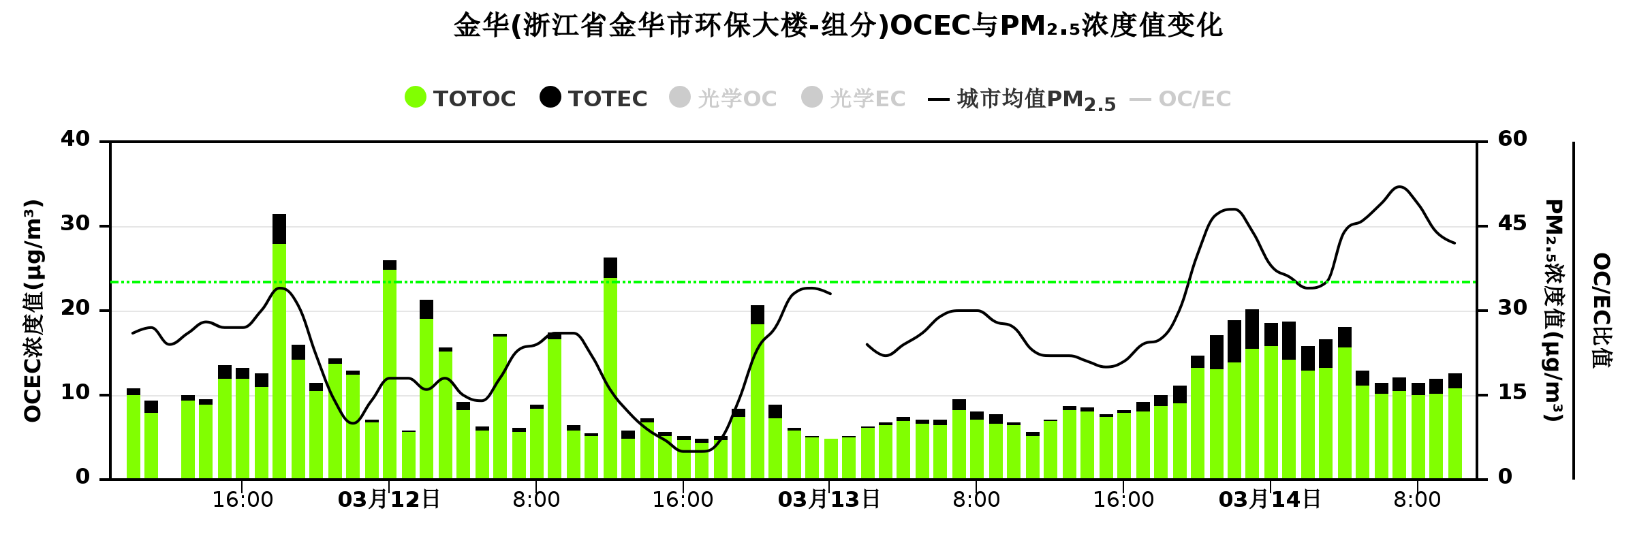 金华(浙江省金华市环保大楼-组分)OCEC与PM₂.₅浓度值变化
TOTOC TOTEC 光学OC 光学EC 城市均值PM2.5 OC/EC
40 60
30 45
20 30
10 15
0 0
OCEC浓度值(μg/m³)
PM₂.₅浓度值(μg/m³)
OC/EC比值
16:00 03月12日 8:00 16:00 03月13日 8:00 16:00 03月14日 8:00